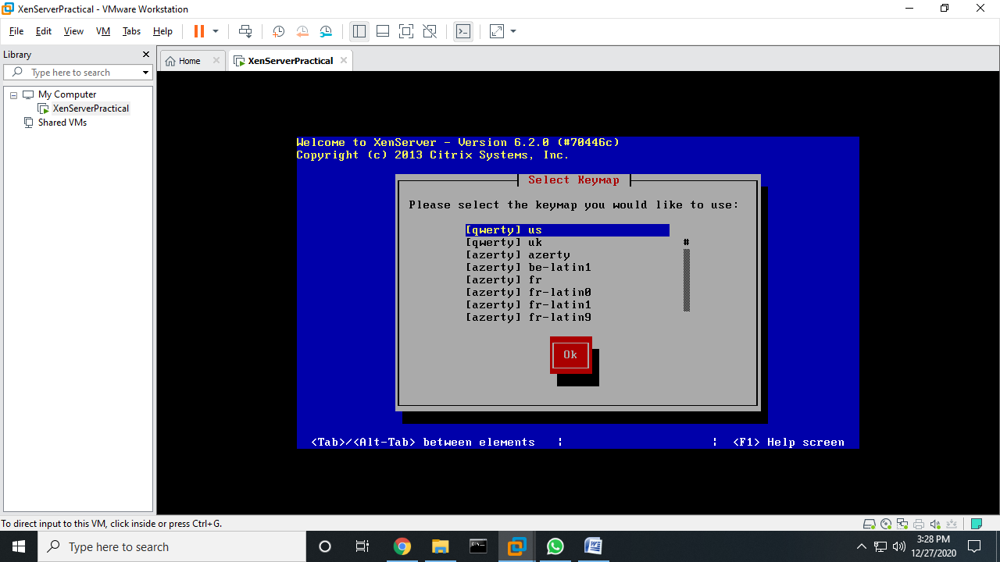 XenServerPractical - VMware Workstation
File Edit View VM Tabs Help
Library
Type here to search
My Computer
XenServerPractical
Shared VMs
Home
XenServerPractical
Welcome to XenServer - Version 6.2.0 (#70446c)
Copyright (c) 2013 Citrix Systems, Inc.
Select Keymap
Please select the keymap you would like to use:
[qwerty] us
[qwerty] uk
[azerty] azerty
[azerty] be-latin1
[azerty] fr
[azerty] fr-latin0
[azerty] fr-latin1
[azerty] fr-latin9
#
Ok
<Tab>/<Alt-Tab> between elements | | <F1> Help screen
To direct input to this VM, click inside or press Ctrl+G.
Type here to search
3:28 PM
12/27/2020